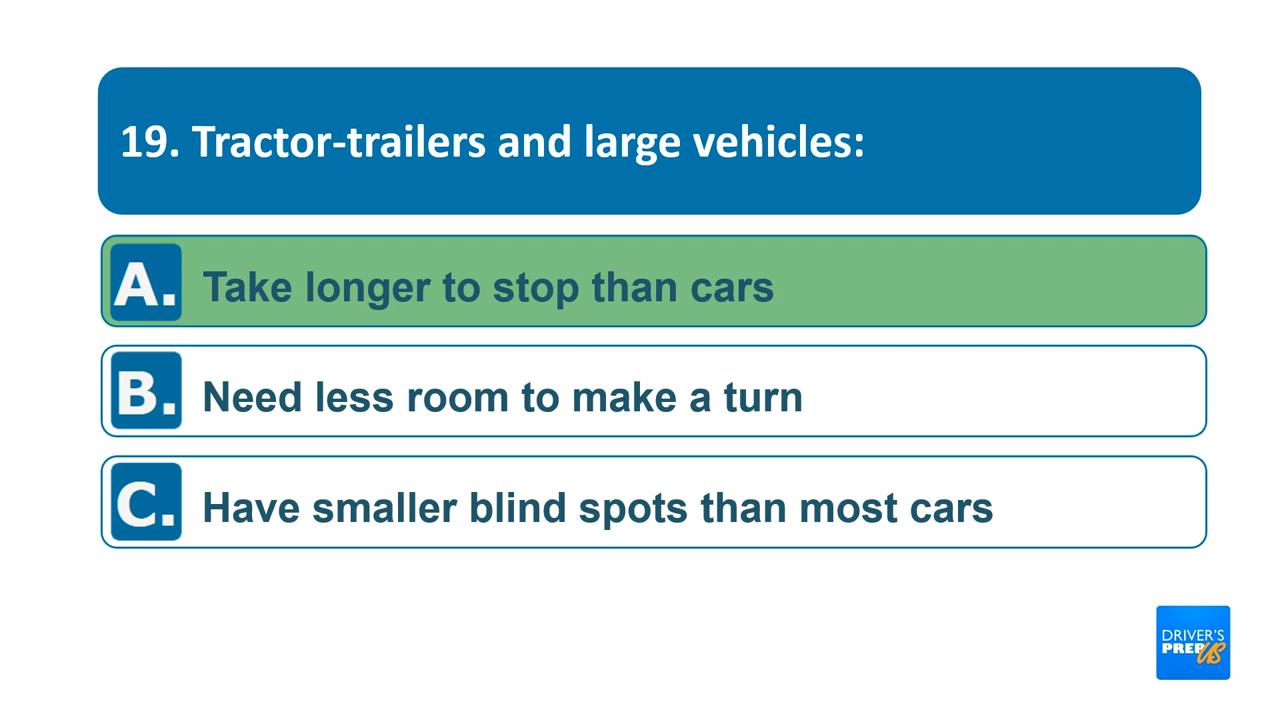 19. Tractor-trailers and large vehicles:
A. Take longer to stop than cars
B. Need less room to make a turn
C. Have smaller blind spots than most cars
DRIVER'S
PREP US